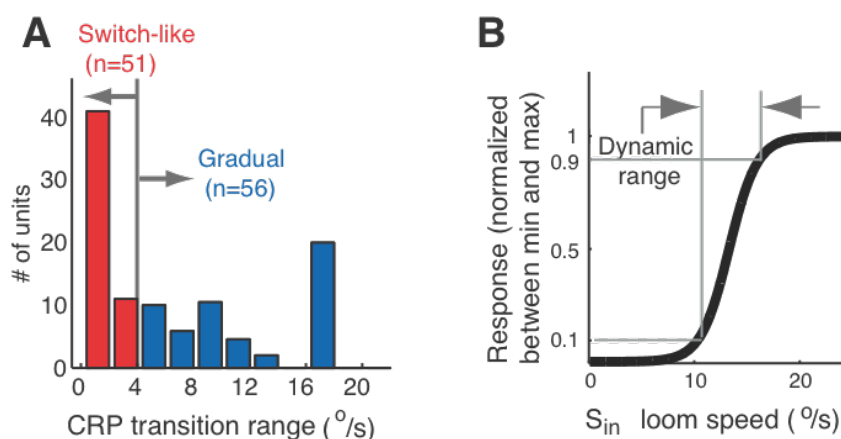 A
Switch-like
(n=51)
Gradual
(n=56)
# of units
40
30
20
10
0
0 4 8 12 16 20
CRP transition range (°/s)
B
Response (normalized
between min and max)
Dynamic
range
1
0.9
0.5
0.1
0 10 20
S_in loom speed (°/s)